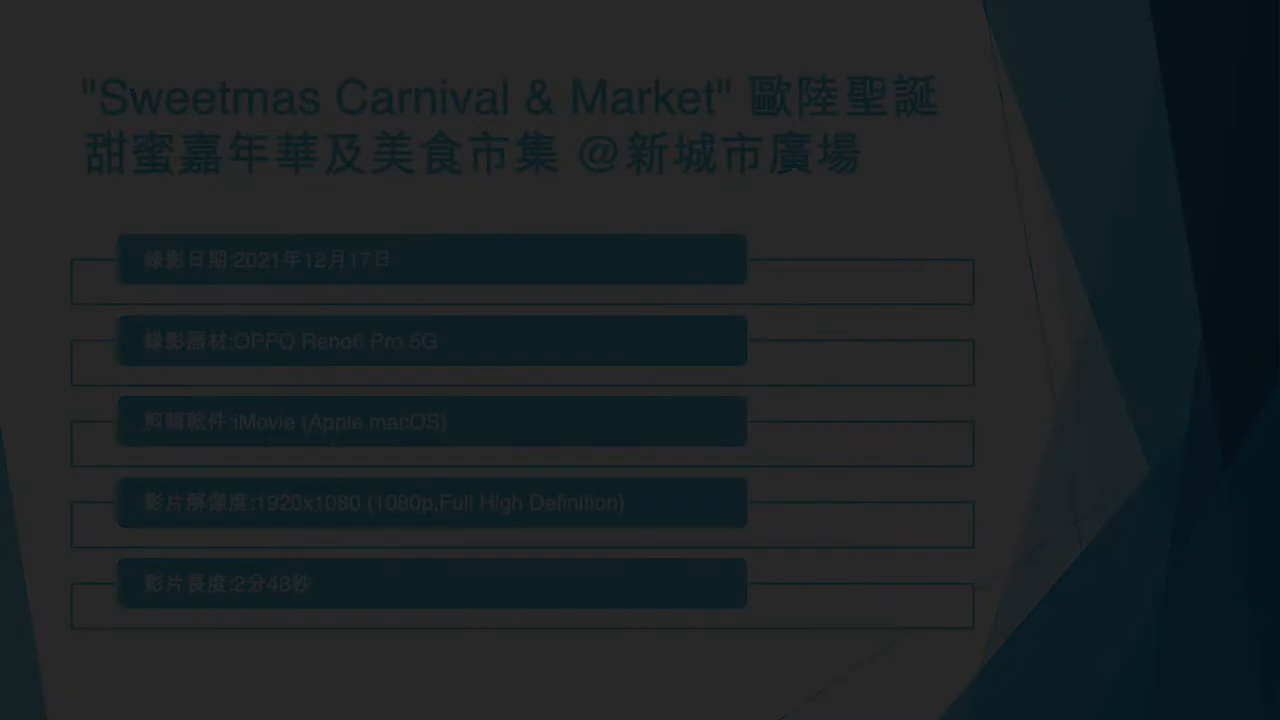 "Sweetmas Carnival & Market" 歐陸聖誕
甜蜜嘉年華及美食市集 @新城市廣場
錄影日期:2021年12月17日
錄影器材:OPPO Reno6 Pro 5G
剪輯軟件:iMovie (Apple macOS)
影片解像度:1920x1080 (1080p,Full High Definition)
影片長度:2分48秒